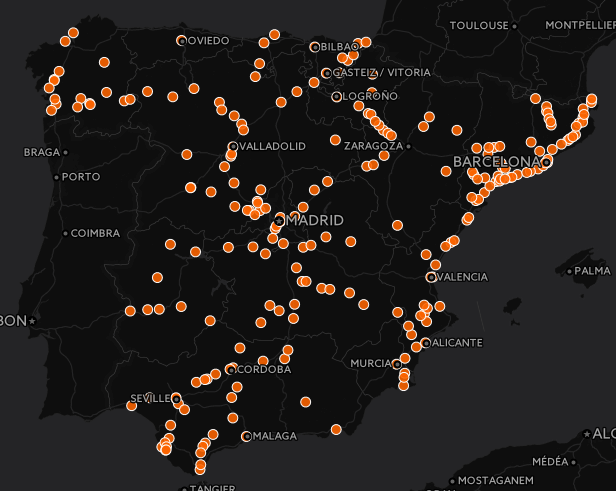 TOULOUSE
MONTPELLIER
OVIEDO
BILBAO
GASTEIZ / VITORIA
LOGROÑO
BRAGA
VALLADOLID
ZARAGOZA
BARCELONA
PORTO
MADRID
COIMBRA
PALMA
VALENCIA
BON
ALICANTE
MURCIA
CORDOBA
SEVILLE
MALAGA
ALG
MÉDÉA
MOSTAGANEM
TANGIER